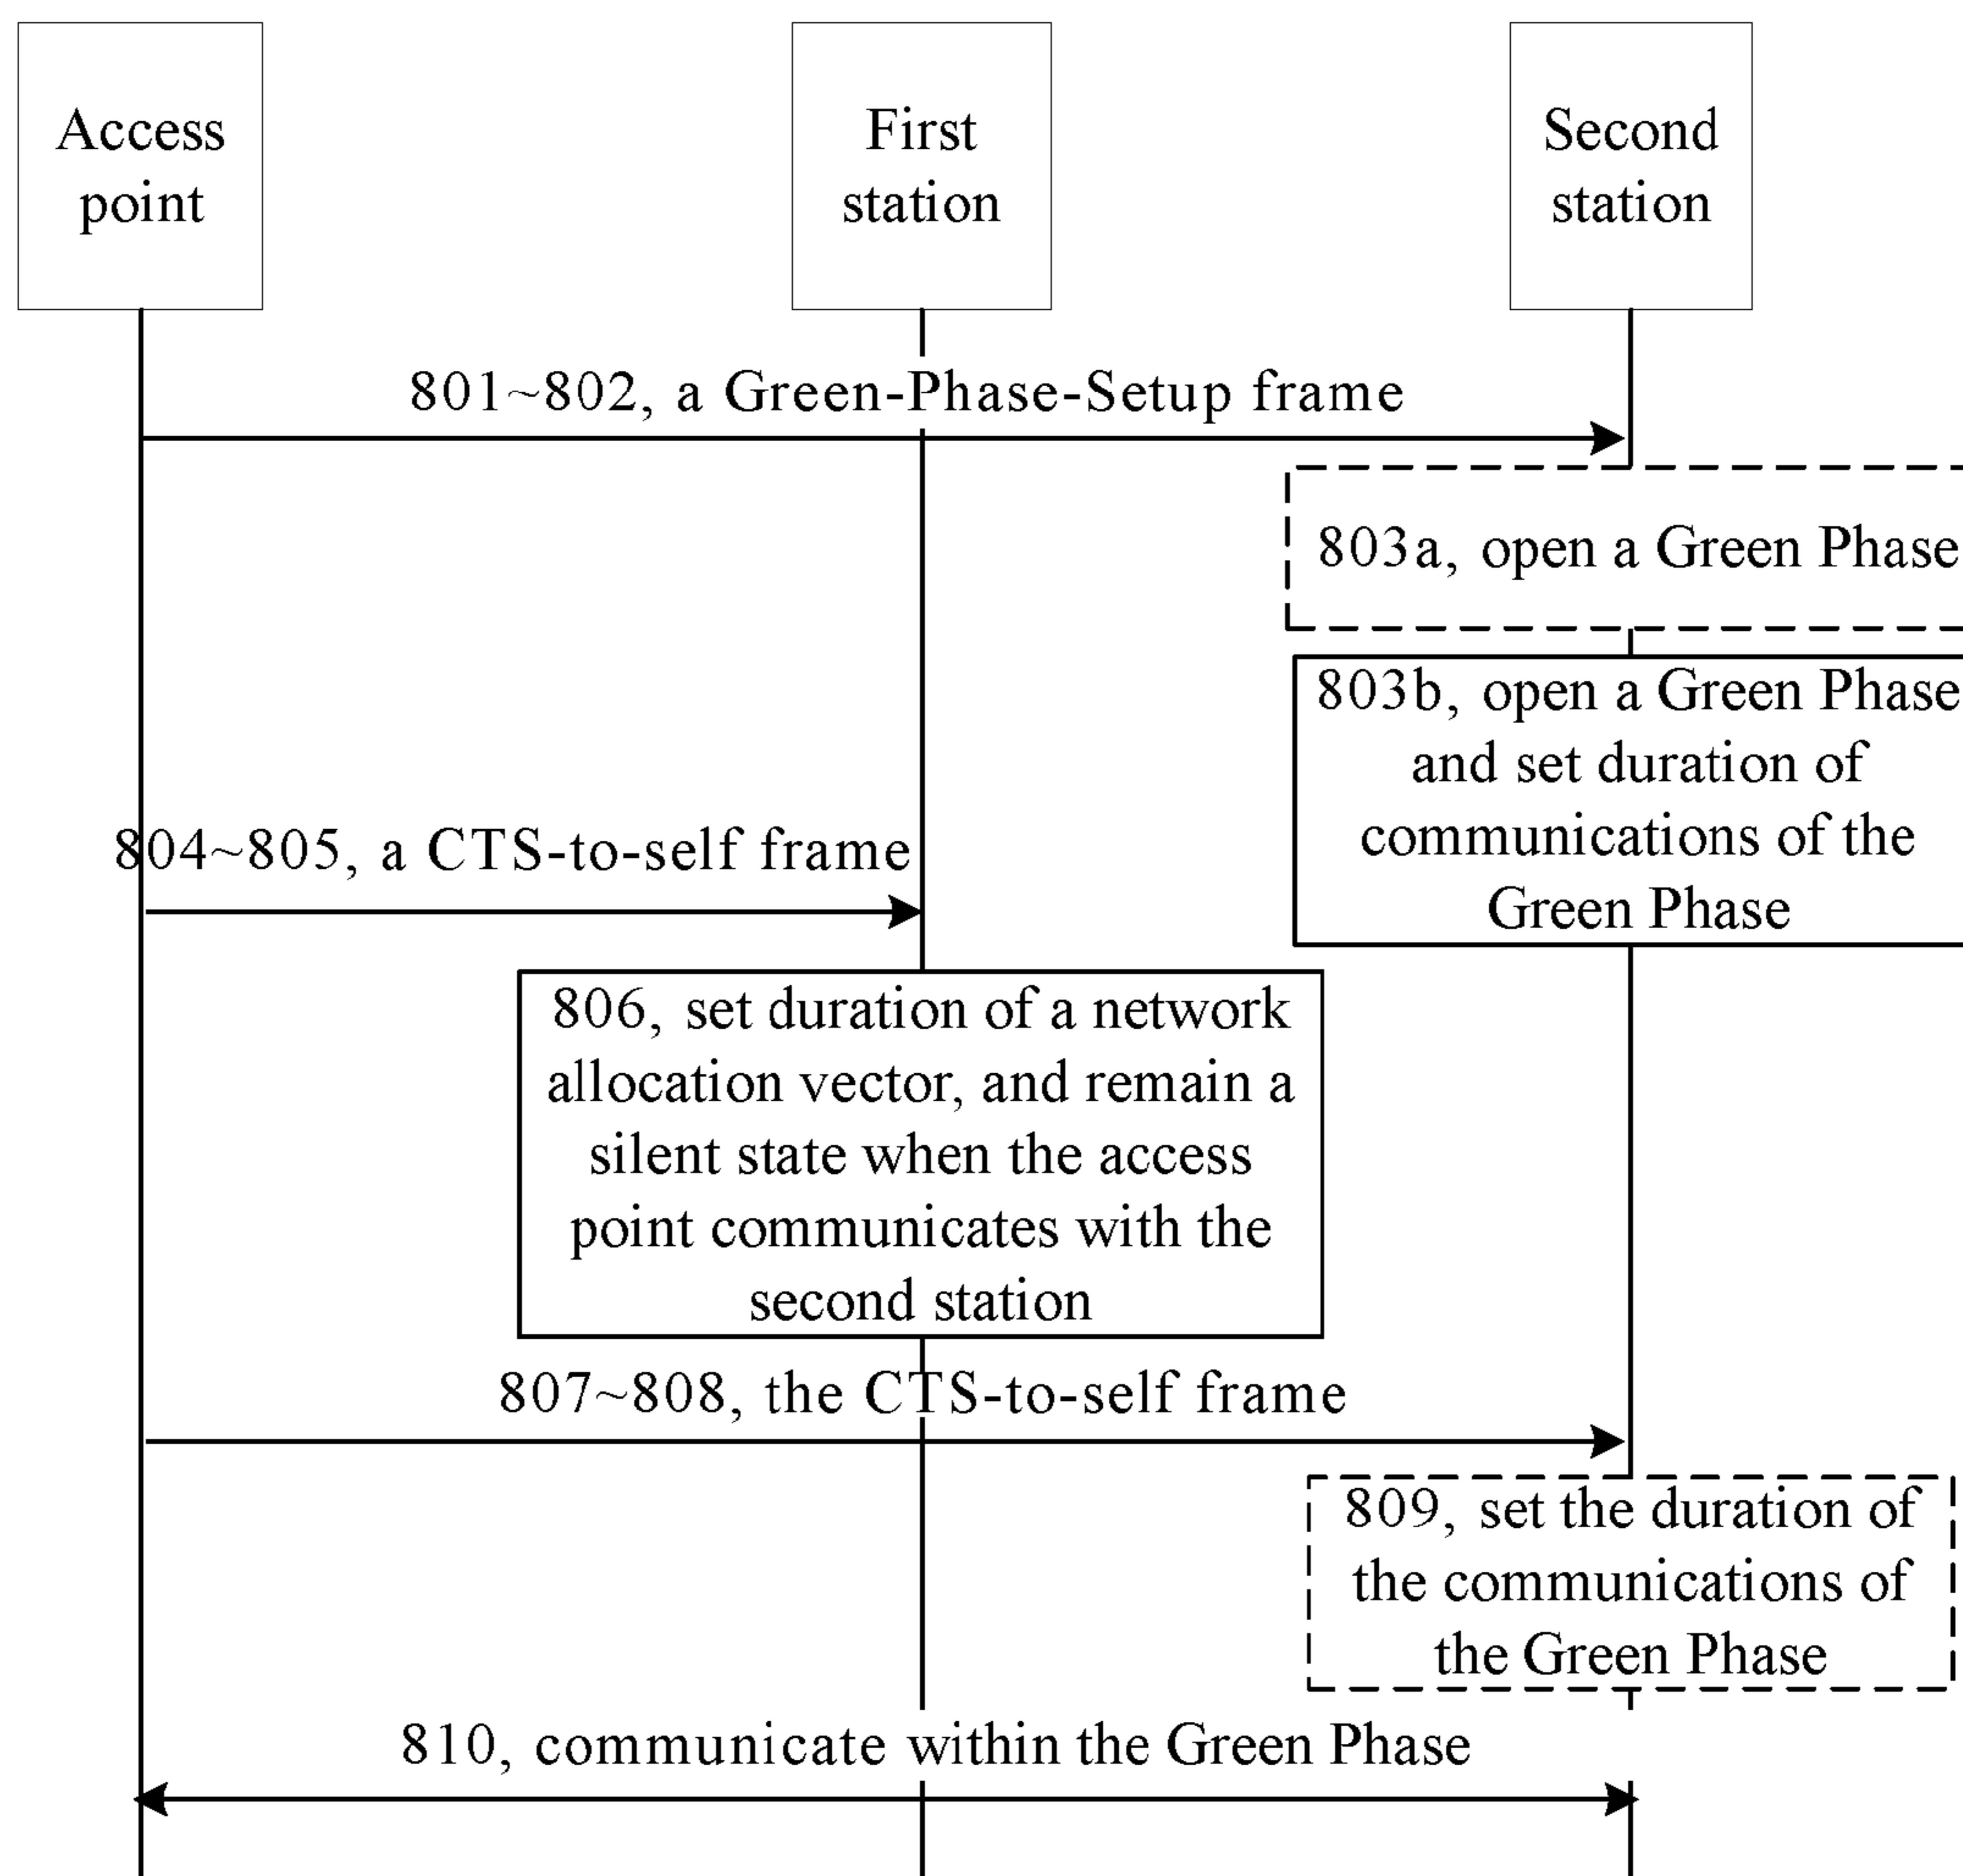 Access
point
First
station
Second
station
801~802, a Green-Phase-Setup frame
803a, open a Green Phase
803b, open a Green Phase
and set duration of
communications of the
Green Phase
804~805, a CTS-to-self frame
806, set duration of a network
allocation vector, and remain a
silent state when the access
point communicates with the
second station
807~808, the CTS-to-self frame
809, set the duration of
the communications of
the Green Phase
810, communicate within the Green Phase